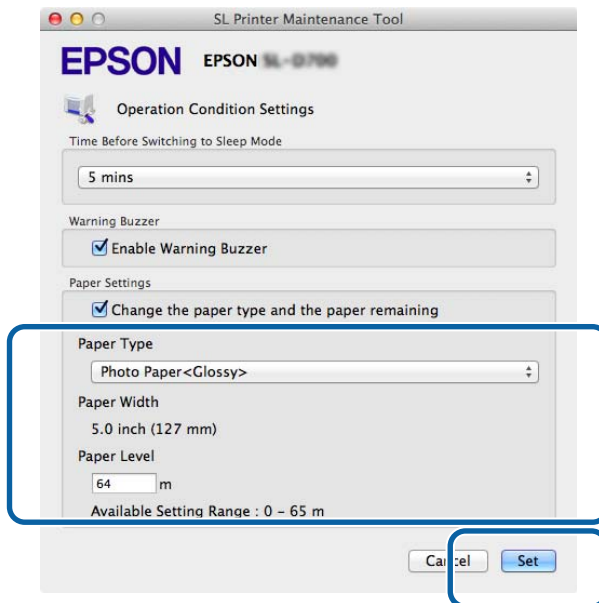 SL Printer Maintenance Tool
EPSON EPSON SL-D700
Operation Condition Settings
Time Before Switching to Sleep Mode
5 mins
Warning Buzzer
Enable Warning Buzzer
Paper Settings
Change the paper type and the paper remaining
Paper Type
Photo Paper<Glossy>
Paper Width
5.0 inch (127 mm)
Paper Level
64 m
Available Setting Range : 0 – 65 m
Cancel Set